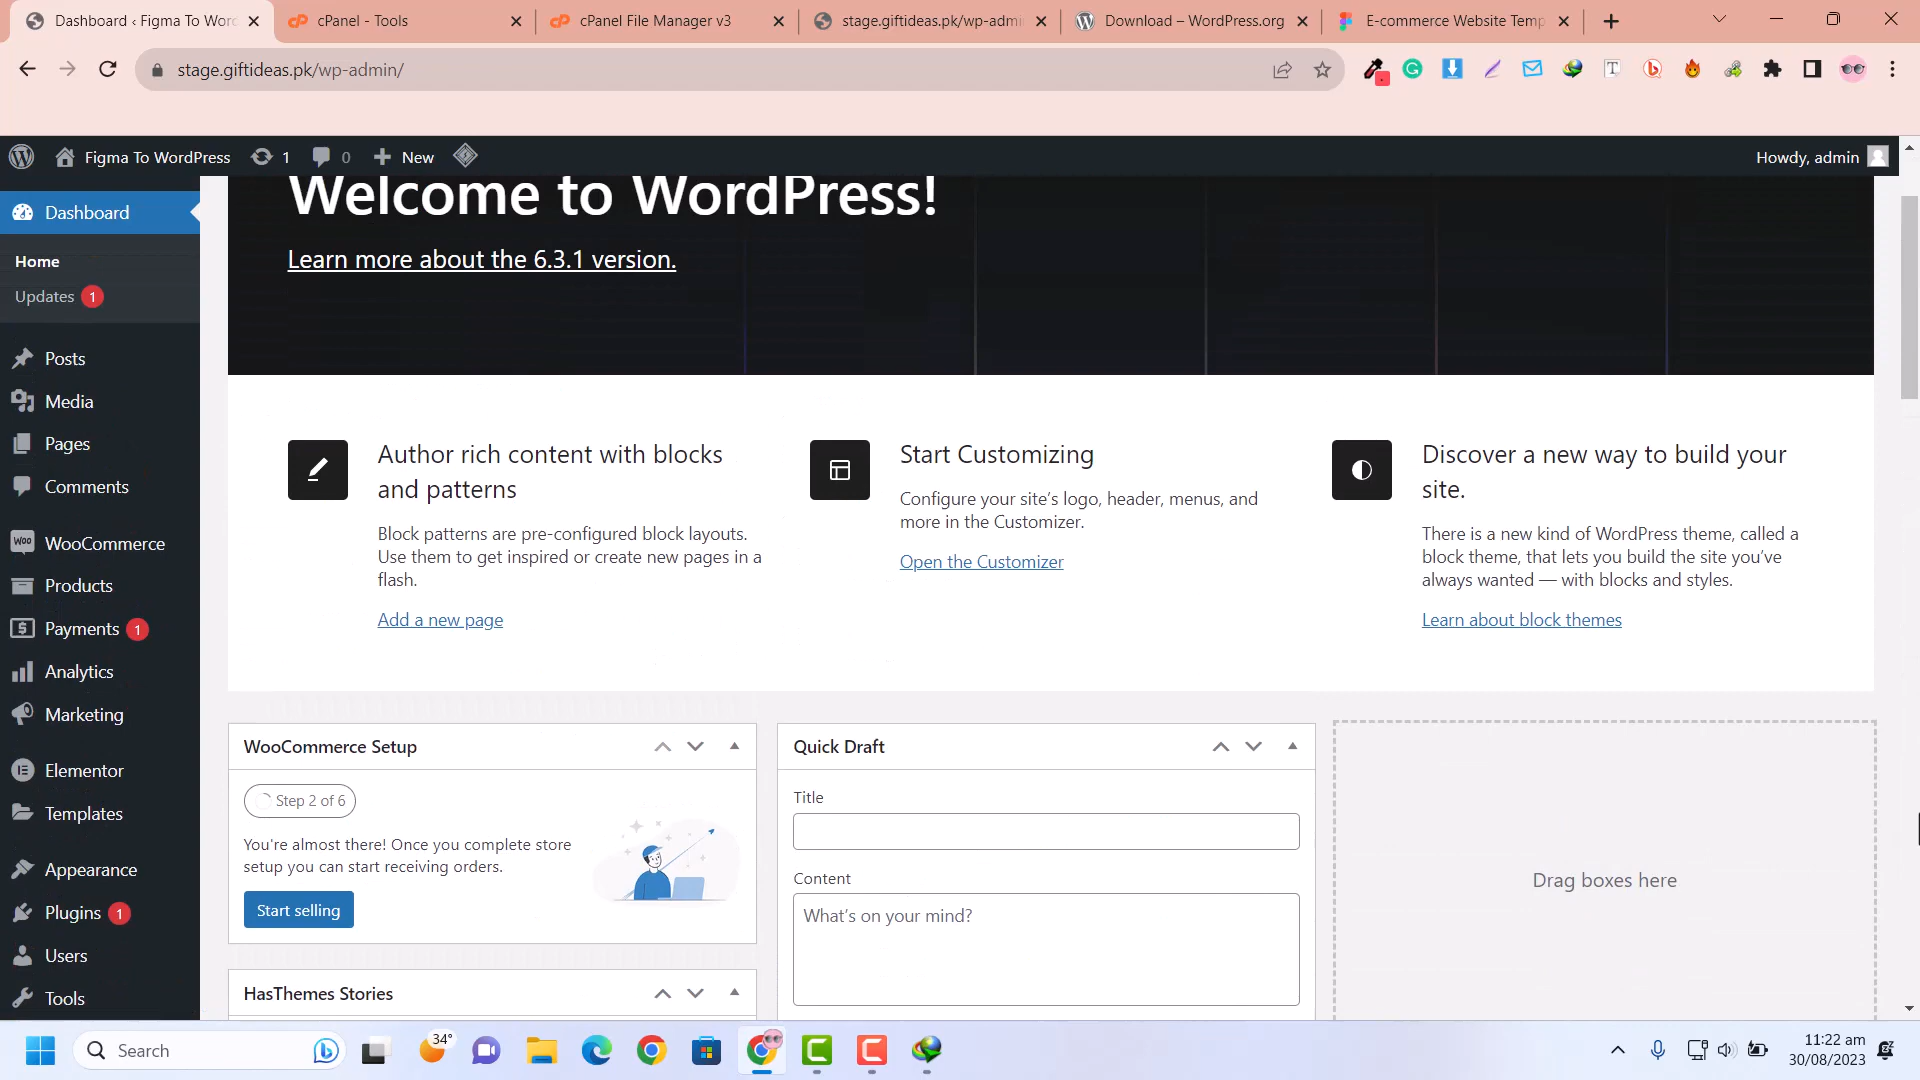 Dashboard ‹ Figma To Word
cPanel - Tools
cPanel File Manager v3
stage.giftideas.pk/wp-admin
Download – WordPress.org
E-commerce Website Temp
stage.giftideas.pk/wp-admin/
Figma To WordPress
1
0
New
Howdy, admin
Dashboard
Home
Updates 1
Posts
Media
Pages
Comments
WooCommerce
Products
Payments 1
Analytics
Marketing
Elementor
Templates
Appearance
Plugins 1
Users
Tools
Welcome to WordPress!
Learn more about the 6.3.1 version.
Author rich content with blocks
and patterns
Block patterns are pre-configured block layouts.
Use them to get inspired or create new pages in a
flash.
Add a new page
Start Customizing
Configure your site's logo, header, menus, and
more in the Customizer.
Open the Customizer
Discover a new way to build your
site.
There is a new kind of WordPress theme, called a
block theme, that lets you build the site you've
always wanted — with blocks and styles.
Learn about block themes
WooCommerce Setup
Step 2 of 6
You're almost there! Once you complete store
setup you can start receiving orders.
Start selling
HasThemes Stories
Quick Draft
Title
Content
What's on your mind?
Drag boxes here
Search
34°
11:22 am
30/08/2023